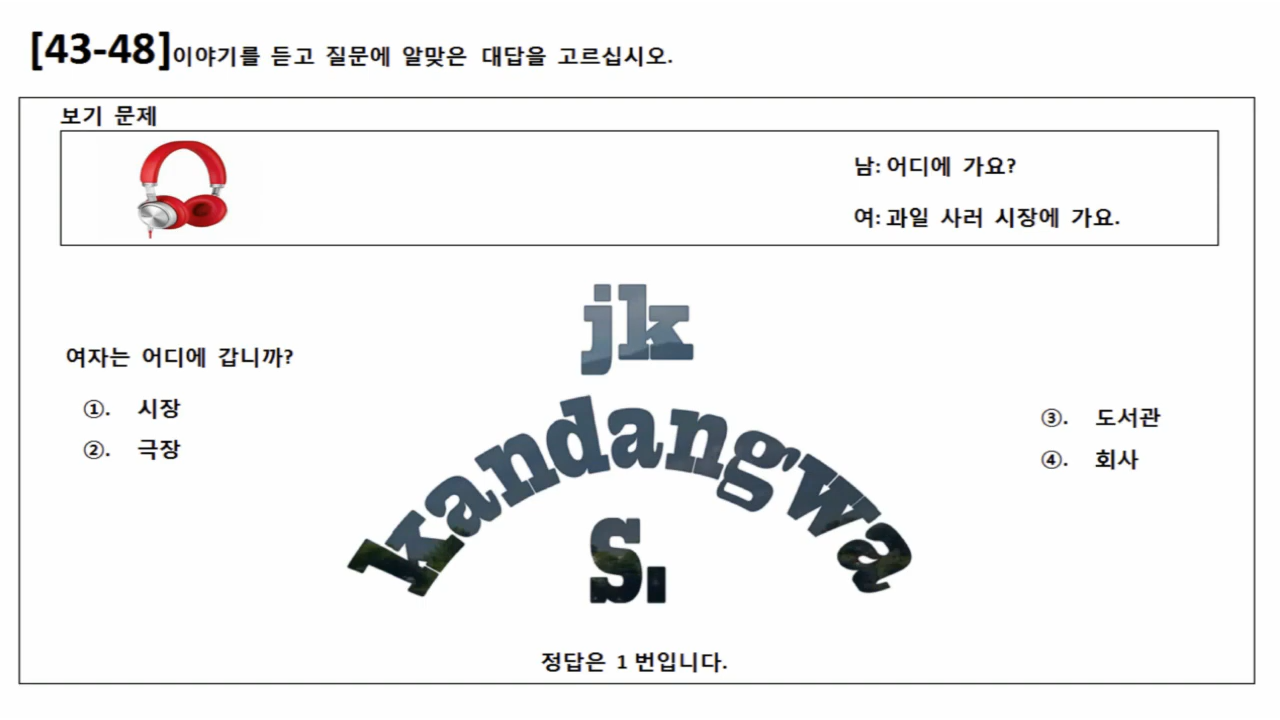 [43-48]이야기를 듣고 질문에 알맞은 대답을 고르십시오.
보기 문제
남: 어디에 가요?
여: 과일 사러 시장에 가요.
jk
kandangwa
s.
여자는 어디에 갑니까?
①. 시장
②. 극장
③. 도서관
④. 회사
정답은 1 번입니다.